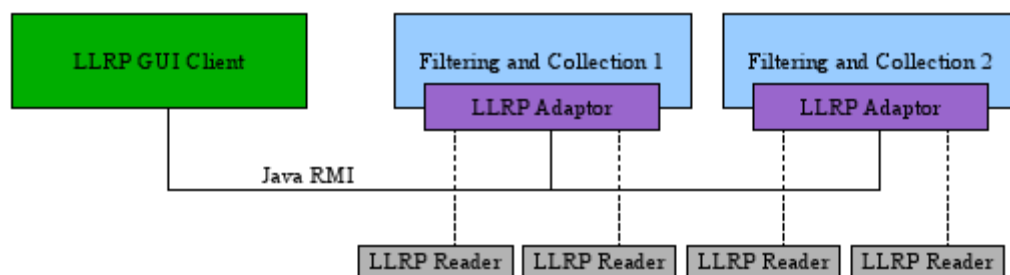 LLRP GUI Client
Filtering and Collection 1
Filtering and Collection 2
LLRP Adaptor
LLRP Adaptor
Java RMI
LLRP Reader
LLRP Reader
LLRP Reader
LLRP Reader